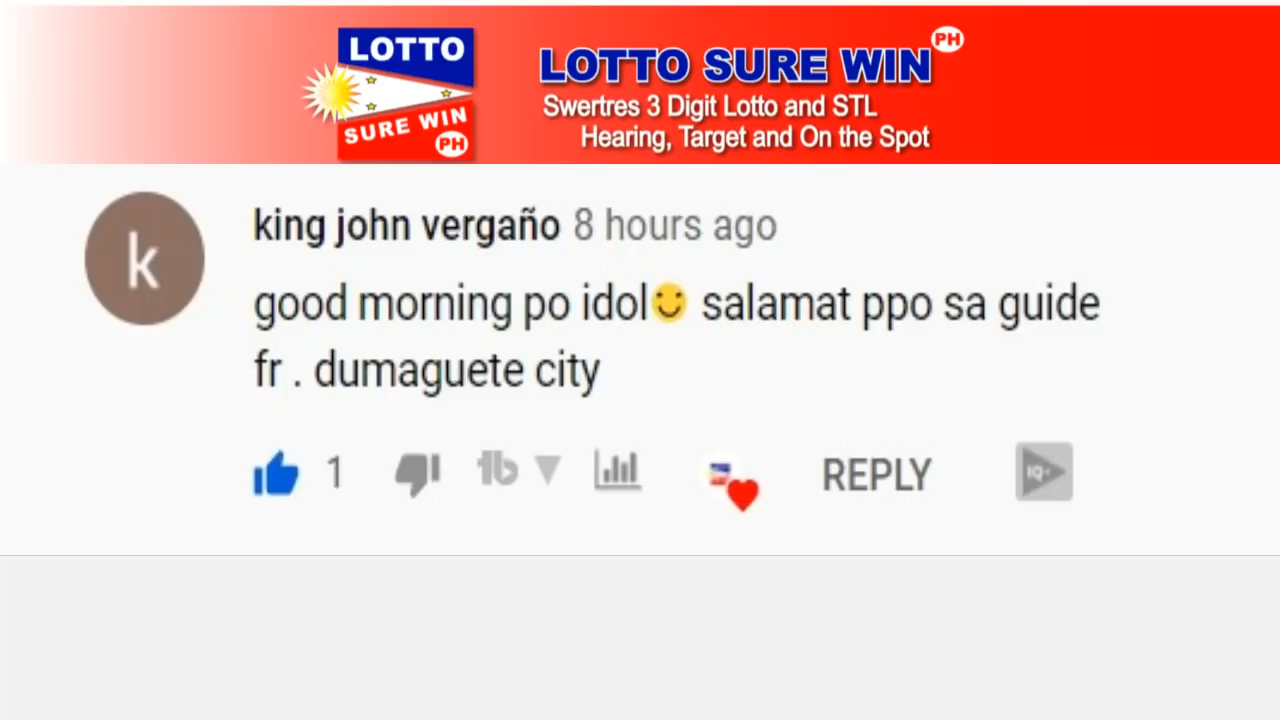 LOTTO
SURE WIN
PH
LOTTO SURE WIN PH
Swertres 3 Digit Lotto and STL
Hearing, Target and On the Spot
k
king john vergaño 8 hours ago
good morning po idol🙂 salamat ppo sa guide
fr . dumaguete city
1
REPLY
IQ+